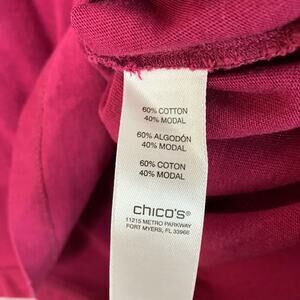 60% COTTON
40% MODAL
60% ALGODÓN
40% MODAL
60% COTON
40% MODAL
chico's®
11215 METRO PARKWAY
FORT MYERS, FL 33966